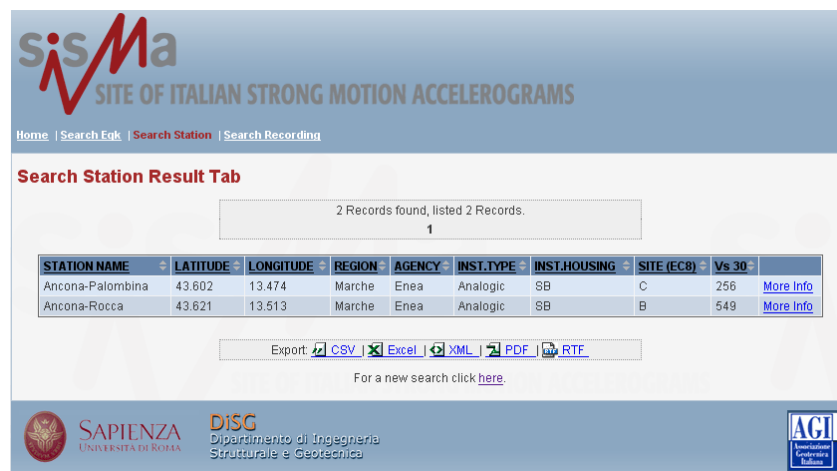 sisMa
SITE OF ITALIAN STRONG MOTION ACCELEROGRAMS
Home | Search Eqk | Search Station | Search Recording
Search Station Result Tab
2 Records found, listed 2 Records.
1
STATION NAME LATITUDE LONGITUDE REGION AGENCY INST.TYPE INST.HOUSING SITE (EC8) Vs 30
Ancona-Palombina 43.602 13.474 Marche Enea Analogic SB C 256 More Info
Ancona-Rocca 43.621 13.513 Marche Enea Analogic SB B 549 More Info
Export: CSV | Excel | XML | PDF | RTF
For a new search click here.
SAPIENZA
UNIVERSITÀ DI ROMA
DiSG
Dipartimento di Ingegneria
Strutturale e Geotecnica
AGI
Associazione
Geotecnica
Italiana